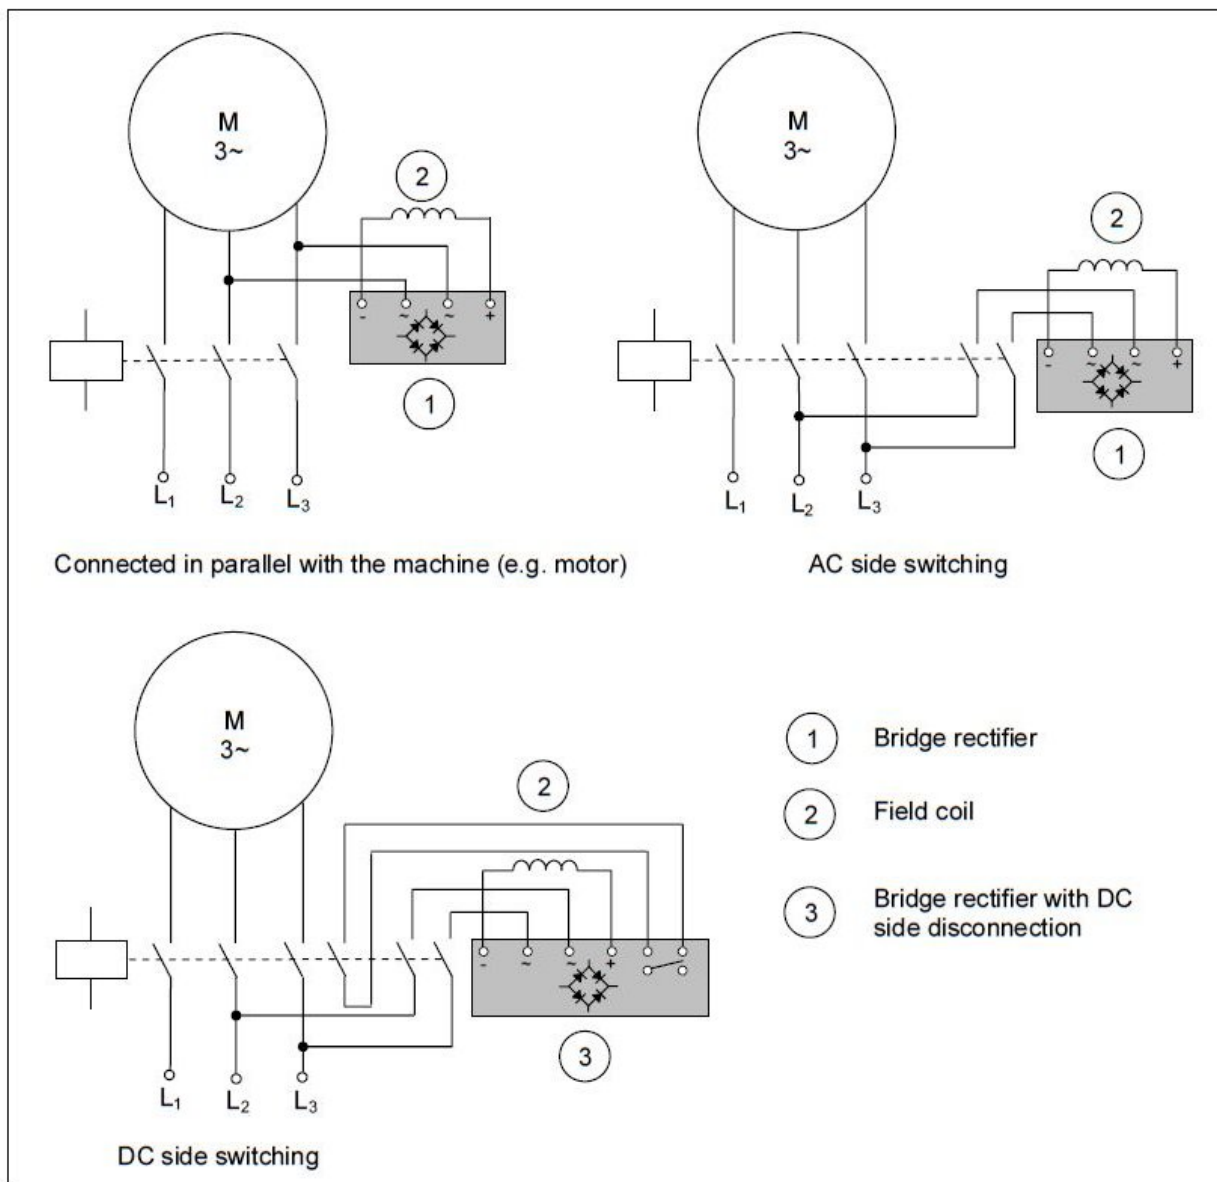 M
3~
2
- ~ ~ +
1
L₁ L₂ L₃
Connected in parallel with the machine (e.g. motor)
M
3~
2
- ~ ~ +
1
L₁ L₂ L₃
AC side switching
M
3~
2
- ~ ~ +
3
L₁ L₂ L₃
DC side switching
1 Bridge rectifier
2 Field coil
3 Bridge rectifier with DC
side disconnection